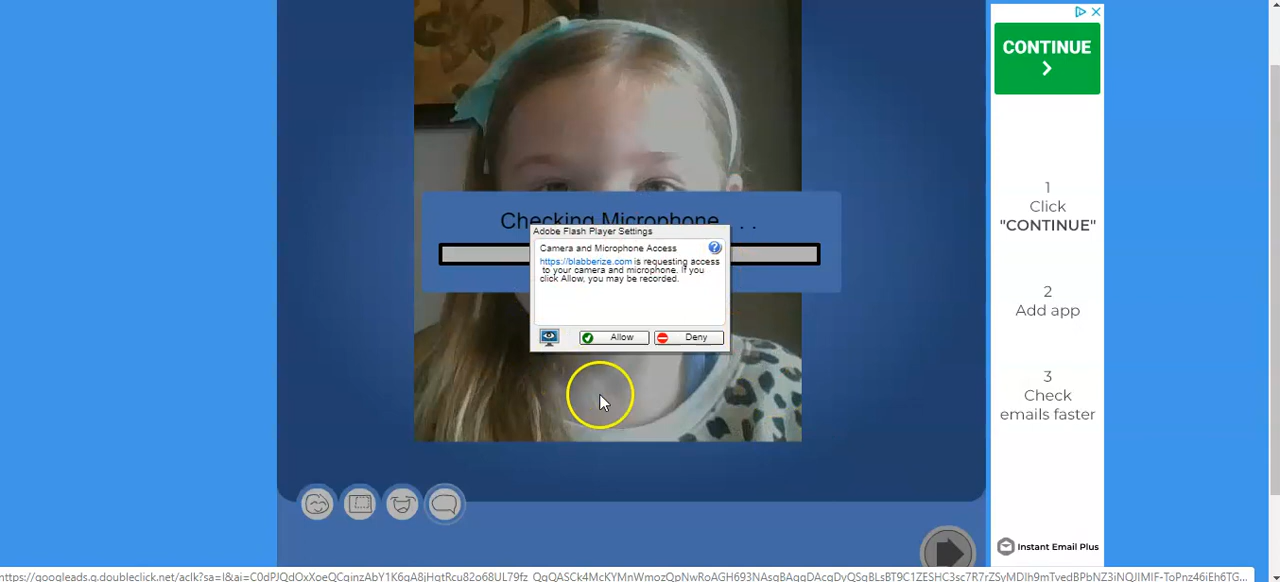 CONTINUE
Checking Microphone . . .
Adobe Flash Player Settings
Camera and Microphone Access
https://blabberize.com is requesting access
to your camera and microphone. If you
click Allow, you may be recorded.
Allow
Deny
1
Click
"CONTINUE"
2
Add app
3
Check
emails faster
Instant Email Plus